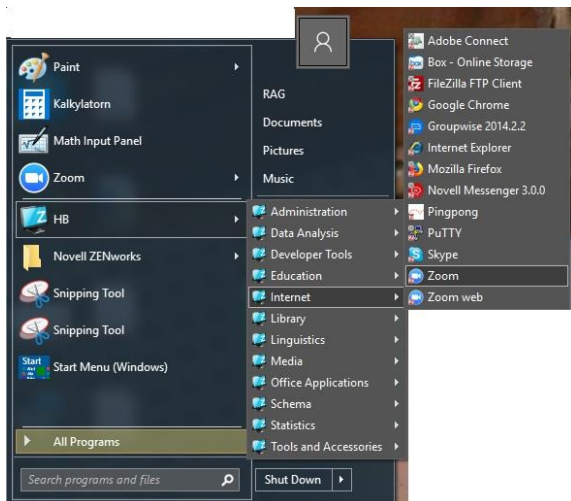 Paint
Kalkylatorn
Math Input Panel
Zoom
HB
Novell ZENworks
Snipping Tool
Snipping Tool
Start
Start Menu (Windows)
All Programs
Search programs and files
RAG
Documents
Pictures
Music
Administration
Data Analysis
Developer Tools
Education
Internet
Library
Linguistics
Media
Office Applications
Schema
Statistics
Tools and Accessories
Shut Down
Adobe Connect
Box - Online Storage
FileZilla FTP Client
Google Chrome
Groupwise 2014.2.2
Internet Explorer
Mozilla Firefox
Novell Messenger 3.0.0
Pingpong
PuTTY
Skype
Zoom
Zoom web